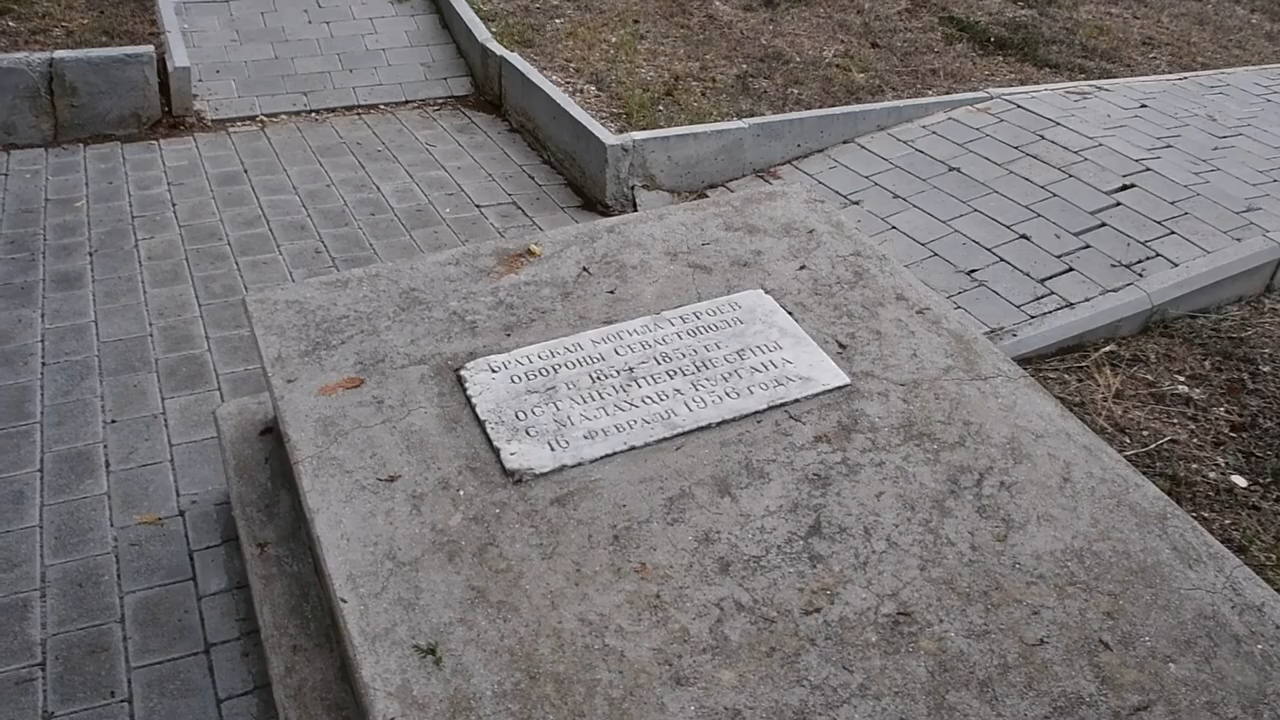 БРАТСКАЯ МОГИЛА ГЕРОЕВ
ОБОРОНЫ СЕВАСТОПОЛЯ
В 1854–1855 гг.
ОСТАНКИ ПЕРЕНЕСЕНЫ
С МАЛАХОВА КУРГАНА
16 ФЕВРАЛЯ 1956 ГОДА.